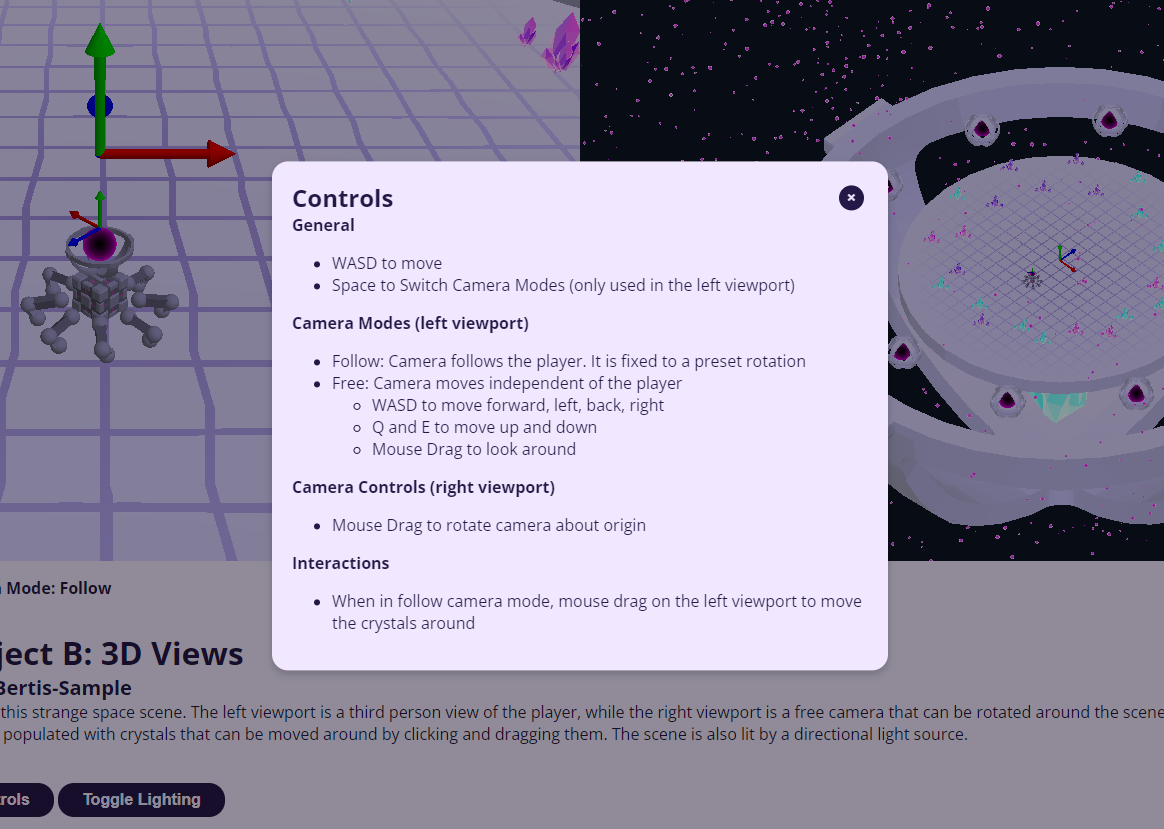 Controls
General
WASD to move
Space to Switch Camera Modes (only used in the left viewport)
Camera Modes (left viewport)
Follow: Camera follows the player. It is fixed to a preset rotation
Free: Camera moves independent of the player
WASD to move forward, left, back, right
Q and E to move up and down
Mouse Drag to look around
Camera Controls (right viewport)
Mouse Drag to rotate camera about origin
Interactions
When in follow camera mode, mouse drag on the left viewport to move
the crystals around
Mode: Follow
ject B: 3D Views
Bertis-Sample
this strange space scene. The left viewport is a third person view of the player, while the right viewport is a free camera that can be rotated around the scene
populated with crystals that can be moved around by clicking and dragging them. The scene is also lit by a directional light source.
rols
Toggle Lighting